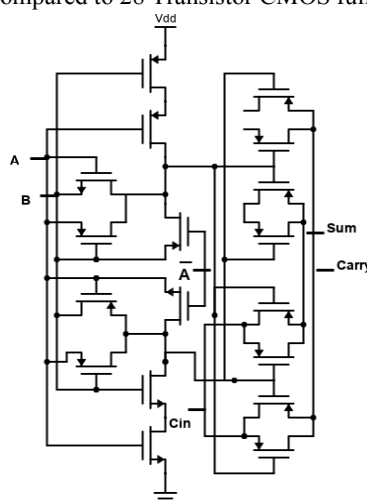 ompared to 28 Transistor CMOS full
Vdd
A
B
A
Sum
Carry
Cin